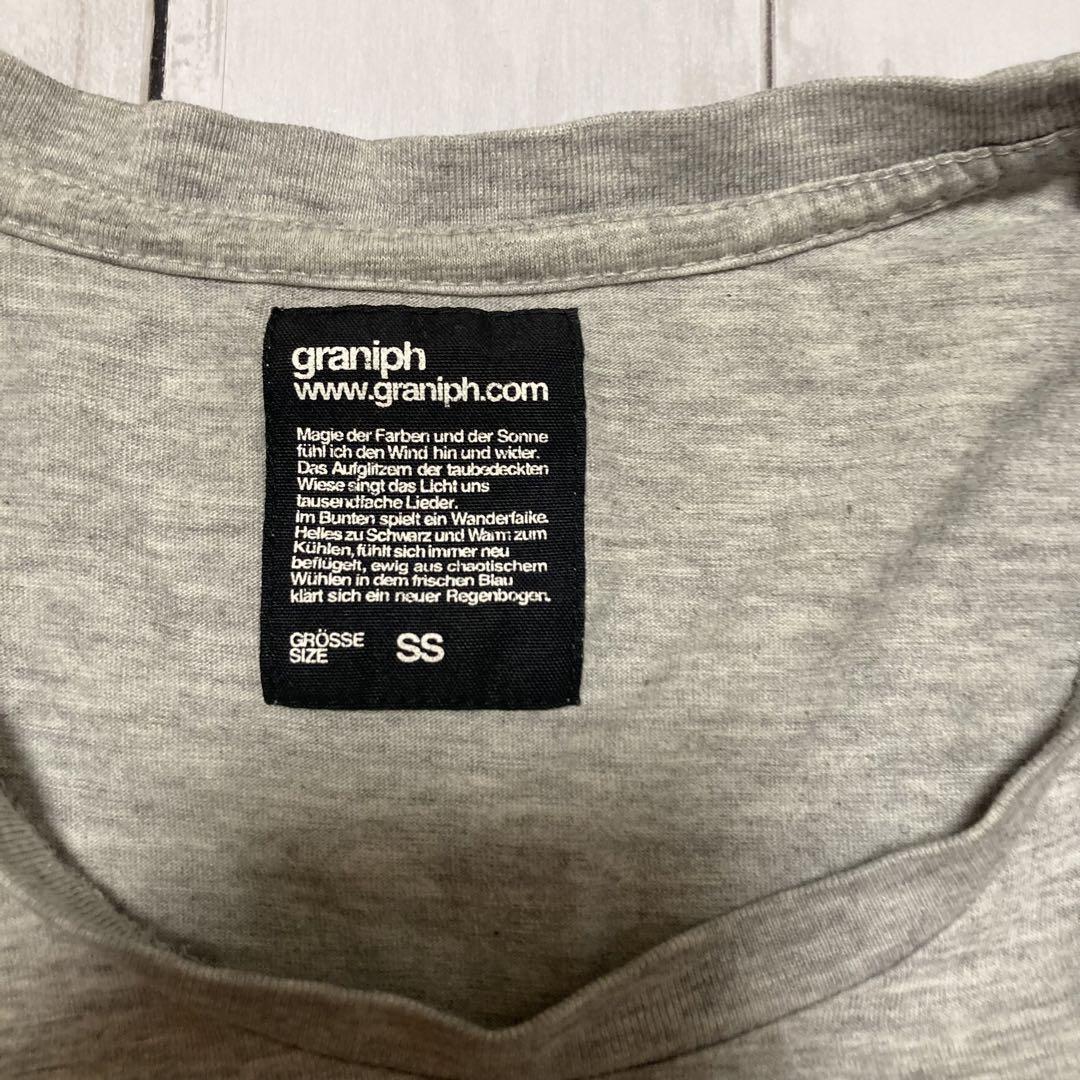 graniph
www.graniph.com
Magie der Farben und der Sonne
fühl ich den Wind hin und wider.
Das Aufglitzern der taubedeckten
Wiese singt das Licht uns
tausendfache Lieder.
Im Bunten spielt ein Wanderfalke.
Helles zu Schwarz und Warm zum
Kühlen, fühlt sich immer neu
beflügelt, ewig aus chaotischem
Wühlen in dem frischen Blau
klärt sich ein neuer Regenbogen.
GRÖSSE
SIZE SS